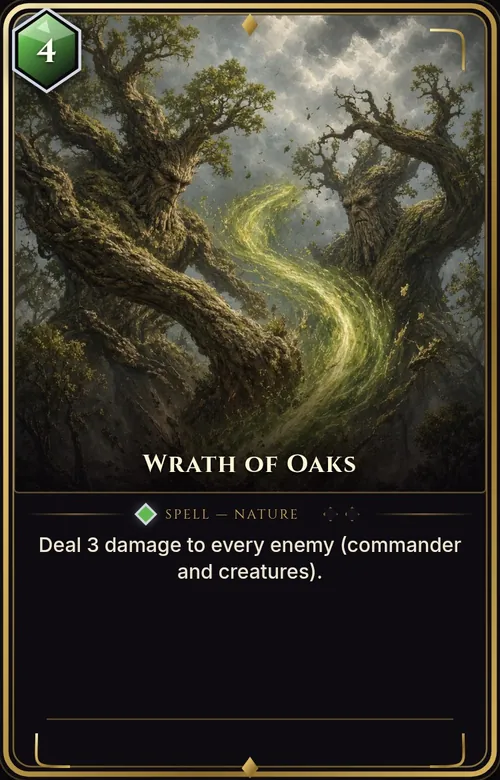 4
Wrath of Oaks
Spell — Nature
Deal 3 damage to every enemy (commander
and creatures).